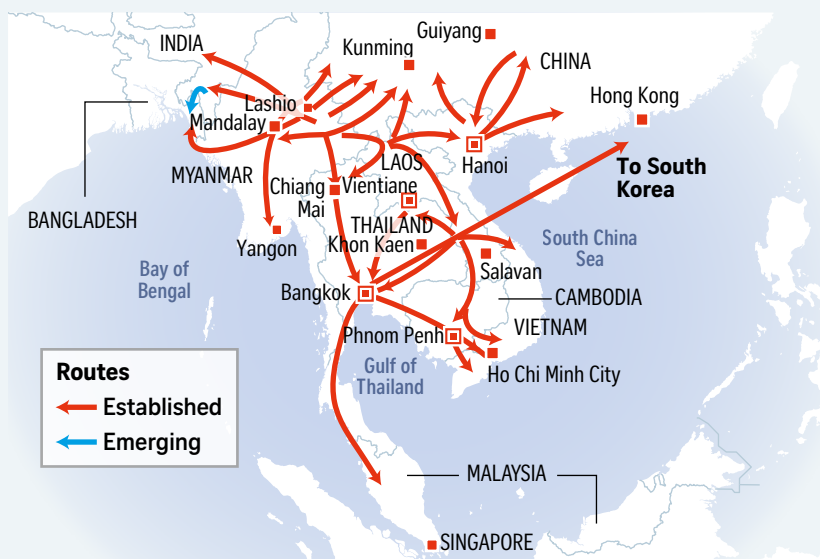 INDIA
Guiyang
Kunming
CHINA
Lashio
Mandalay
Hong Kong
LAOS
Hanoi
To South
Korea
MYANMAR
Chiang
Mai
Vientiane
BANGLADESH
THAILAND
Khon Kaen
Yangon
South China
Sea
Salavan
Bay of
Bengal
Bangkok
CAMBODIA
VIETNAM
Phnom Penh
Gulf of
Thailand
Ho Chi Minh City
Routes
Established
Emerging
MALAYSIA
SINGAPORE